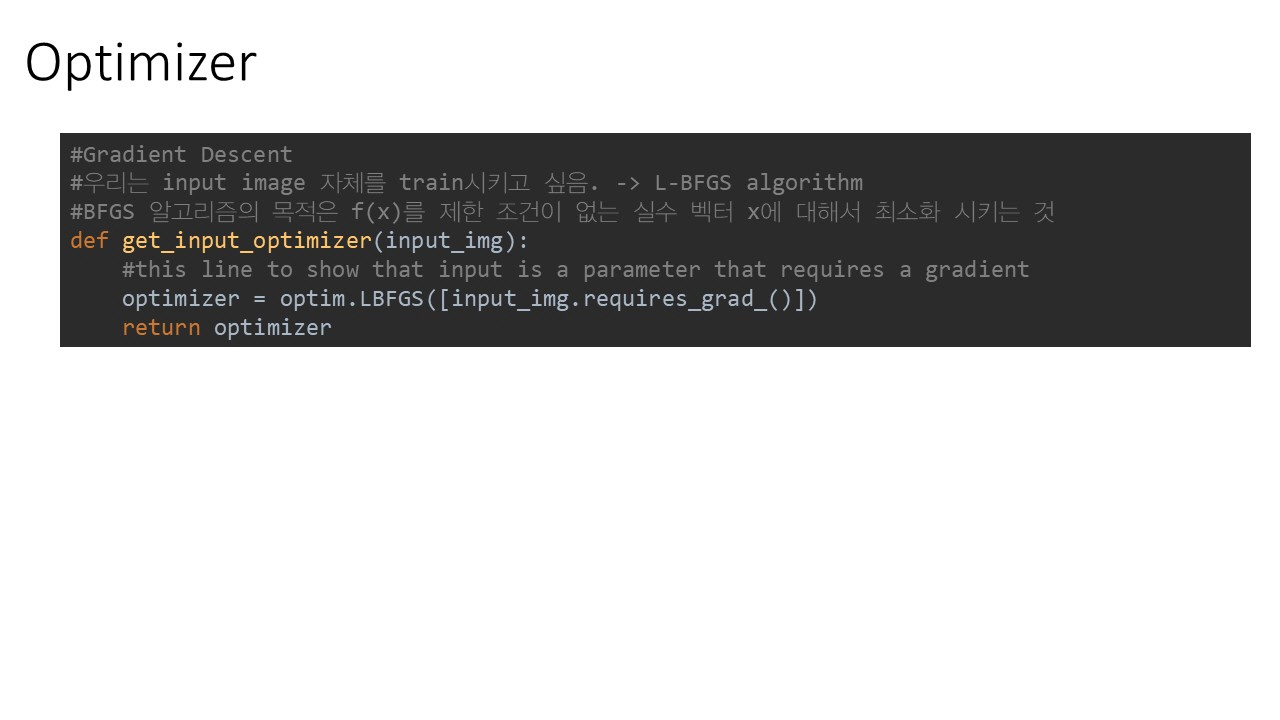 Optimizer
#Gradient Descent
#우리는 input image 자체를 train시키고 싶음. -> L-BFGS algorithm
#BFGS 알고리즘의 목적은 f(x)를 제한 조건이 없는 실수 벡터 x에 대해서 최소화 시키는 것
def get_input_optimizer(input_img):
    #this line to show that input is a parameter that requires a gradient
    optimizer = optim.LBFGS([input_img.requires_grad_()])
    return optimizer